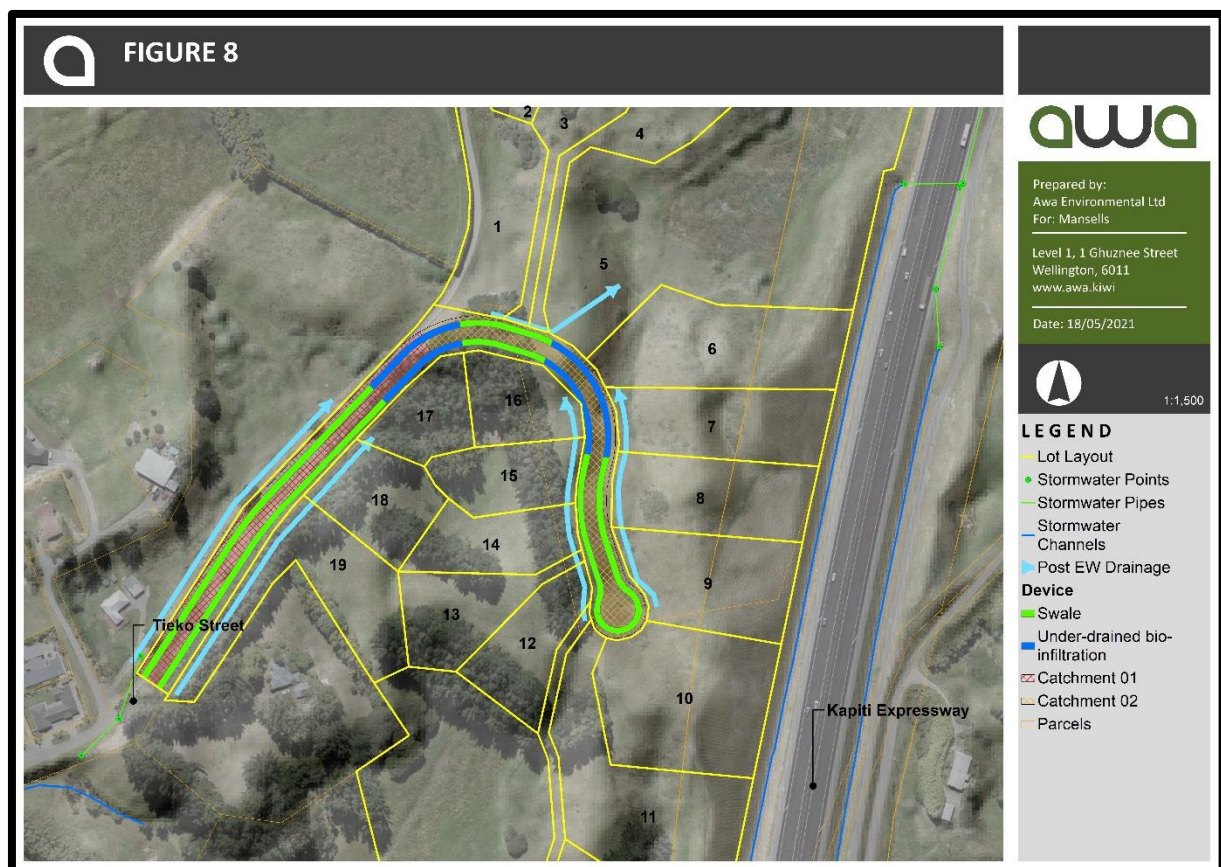 FIGURE 8
2
3
4
1
5
6
7
16
17
15
8
18
14
9
19
13
12
Tieko Street
10
Kapiti Expressway
11
awa
Prepared by:
Awa Environmental Ltd
For: Mansells
Level 1, 1 Ghuznee Street
Wellington, 6011
www.awa.kiwi
Date: 18/05/2021
1:1,500
LEGEND
Lot Layout
Stormwater Points
Stormwater Pipes
Stormwater
Channels
Post EW Drainage
Device
Swale
Under-drained bio-
infiltration
Catchment 01
Catchment 02
Parcels